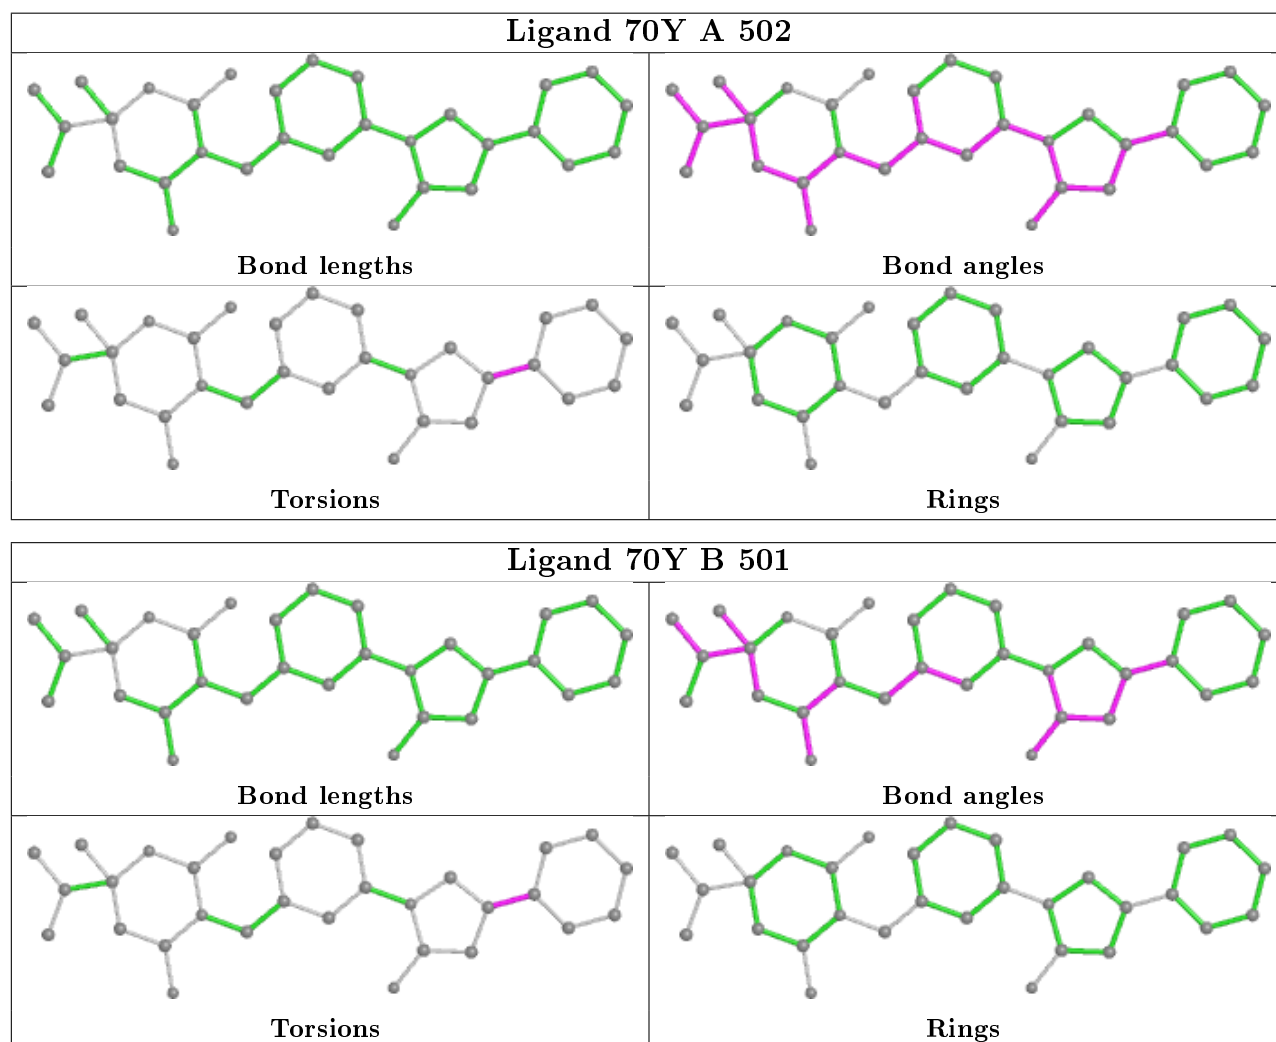 Ligand 70Y A 502
Bond lengths
Bond angles
Torsions
Rings
Ligand 70Y B 501
Bond lengths
Bond angles
Torsions
Rings